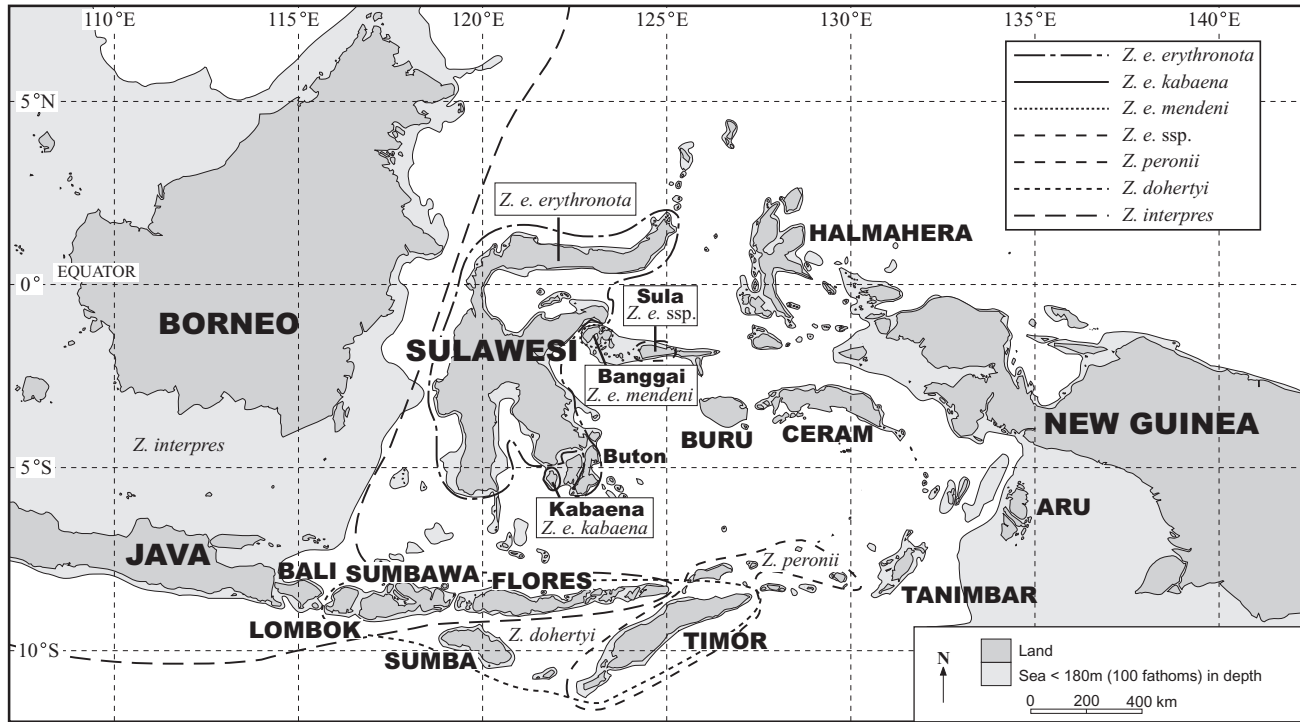 110°E 115°E 120°E 125°E 130°E 135°E 140°E
Z. e. erythronota
Z. e. kabaena
Z. e. mendeni
Z. e. ssp.
Z. peronii
Z. dohertyi
Z. interpres
5°N
Z. e. erythronota
HALMAHERA
EQUATOR
0°
Sula
Z. e. ssp.
BORNEO
SULAWESI
Banggai
Z. e. mendeni
NEW GUINEA
BURU
CERAM
Z. interpres
Buton
5°S
Kabaena
Z. e. kabaena
ARU
JAVA
Z. peronii
BALI
SUMBAWA
FLORES
TANIMBAR
LOMBOK
Z. dohertyi
TIMOR
10°S
SUMBA
N
Land
Sea < 180m (100 fathoms) in depth
0 200 400 km